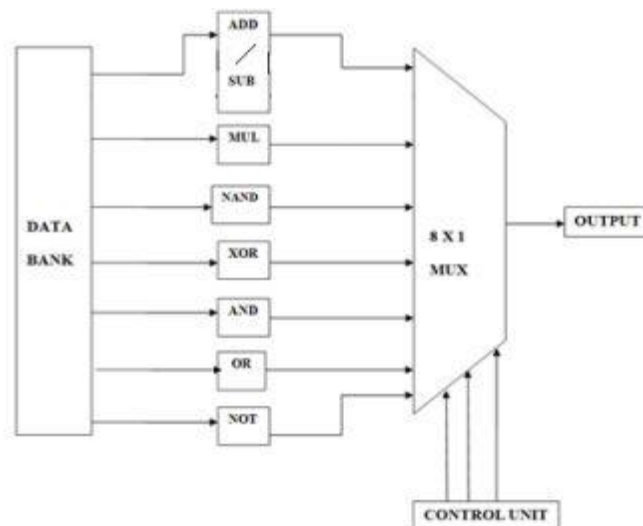 ADD
SUB
MUL
NAND
DATA
BANK
XOR
AND
OR
NOT
8 X 1
MUX
OUTPUT
CONTROL UNIT